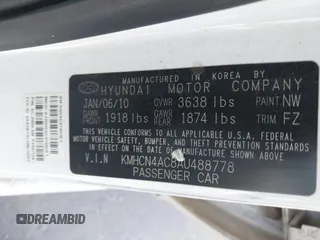 MANUFACTURED IN KOREA BY
HYUNDAI MOTOR COMPANY
JAN/06/10 GVWR 3638 lbs PAINT NW
GAWR FRONT 1918 lbs GAWR REAR 1874 lbs TRIM FZ
THIS VEHICLE CONFORMS TO ALL APPLICABLE U.S. FEDERAL
MOTOR VEHICLE SAFETY, BUMPER, AND THEFT PREVENTION
STANDARDS IN EFFECT ON THE DATE OF MANUFACTURE SHOWN ABOVE.
V.I.N KMHCN4AC8AU488778
PASSENGER CAR
DREAMBID